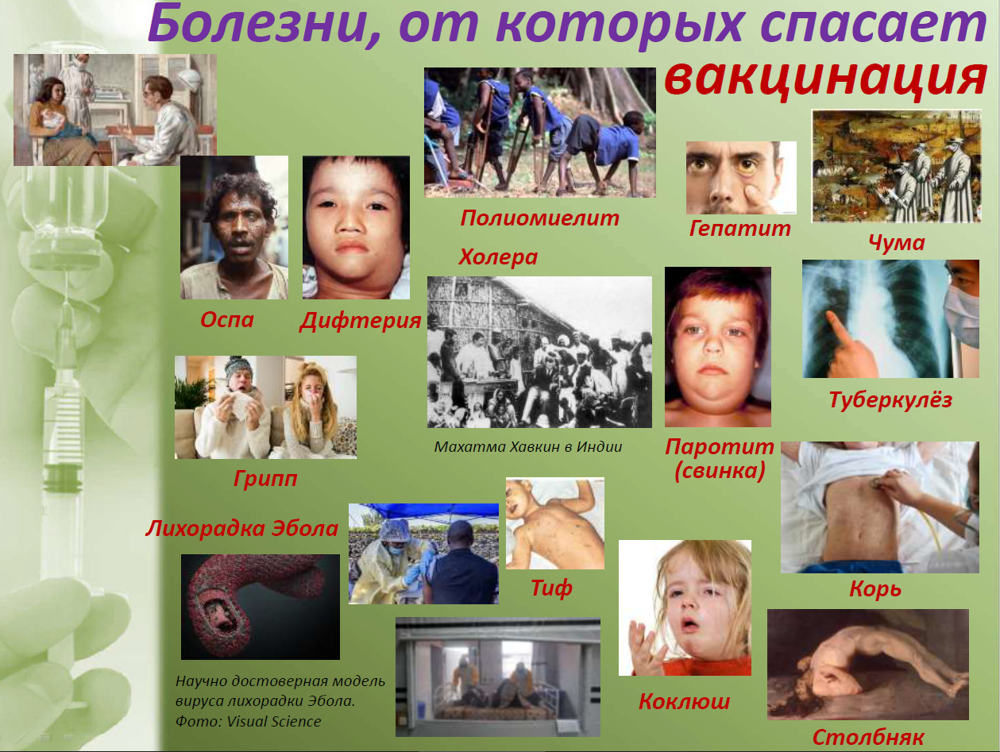 Болезни, от которых спасает
вакцинация
Полиомиелит
Гепатит
Чума
Холера
Оспа
Дифтерия
Туберкулёз
Махатма Хавкин в Индии
Паротит
(свинка)
Грипп
Лихорадка Эбола
Тиф
Корь
Научно достоверная модель
вируса лихорадки Эбола.
Фото: Visual Science
Коклюш
Столбняк